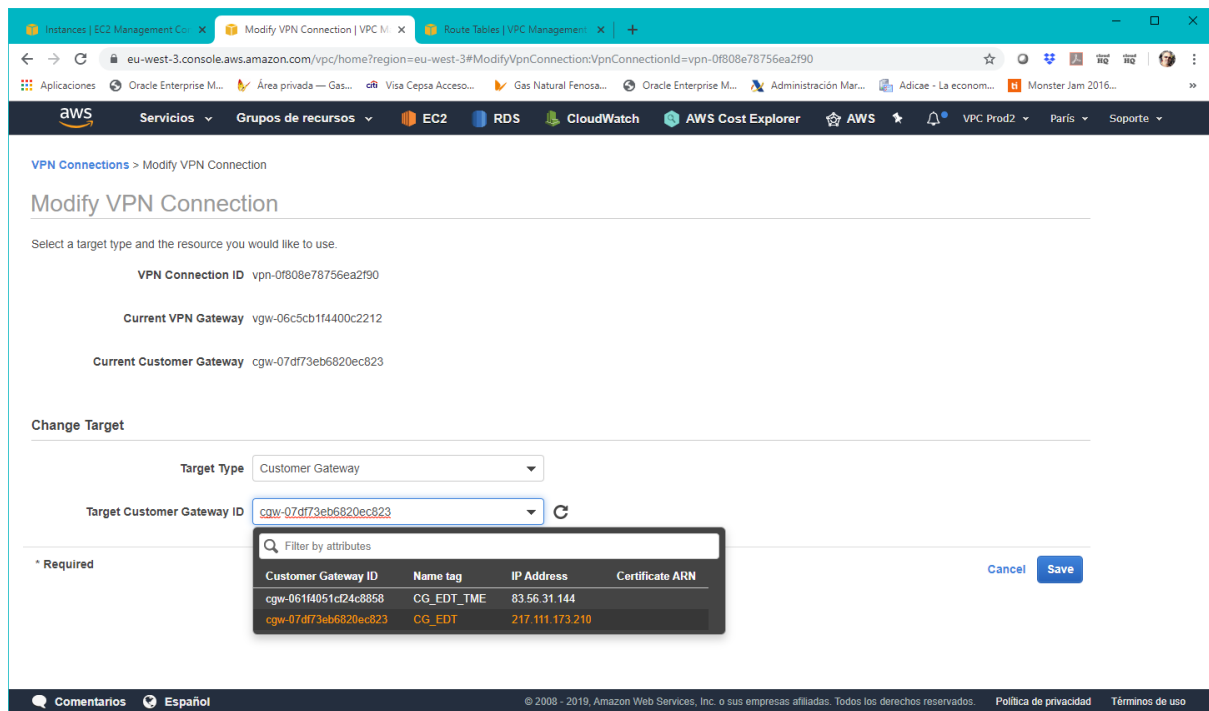 Instances | EC2 Management Co
Modify VPN Connection | VPC M
Route Tables | VPC Management
eu-west-3.console.aws.amazon.com/vpc/home?region=eu-west-3#ModifyVpnConnection:VpnConnectionId=vpn-0f808e78756ea2f90
Aplicaciones Oracle Enterprise M... Área privada — Gas... citi Visa Cepsa Acceso... Gas Natural Fenosa... Oracle Enterprise M... Administración Mar... Adicae - La econom... Monster Jam 2016... »
aws Servicios Grupos de recursos EC2 RDS CloudWatch AWS Cost Explorer AWS VPC Prod2 París Soporte
VPN Connections > Modify VPN Connection
Modify VPN Connection
Select a target type and the resource you would like to use.
VPN Connection ID vpn-0f808e78756ea2f90
Current VPN Gateway vgw-06c5cb1f4400c2212
Current Customer Gateway cgw-07df73eb6820ec823
Change Target
Target Type Customer Gateway
Target Customer Gateway ID cgw-07df73eb6820ec823
Filter by attributes
Customer Gateway ID Name tag IP Address Certificate ARN
cgw-061f4051cf24c8858 CG_EDT_TME 83.56.31.144
cgw-07df73eb6820ec823 CG_EDT 217.111.173.210
* Required
Cancel Save
Comentarios Español © 2008 - 2019, Amazon Web Services, Inc. o sus empresas afiliadas. Todos los derechos reservados. Política de privacidad Términos de uso